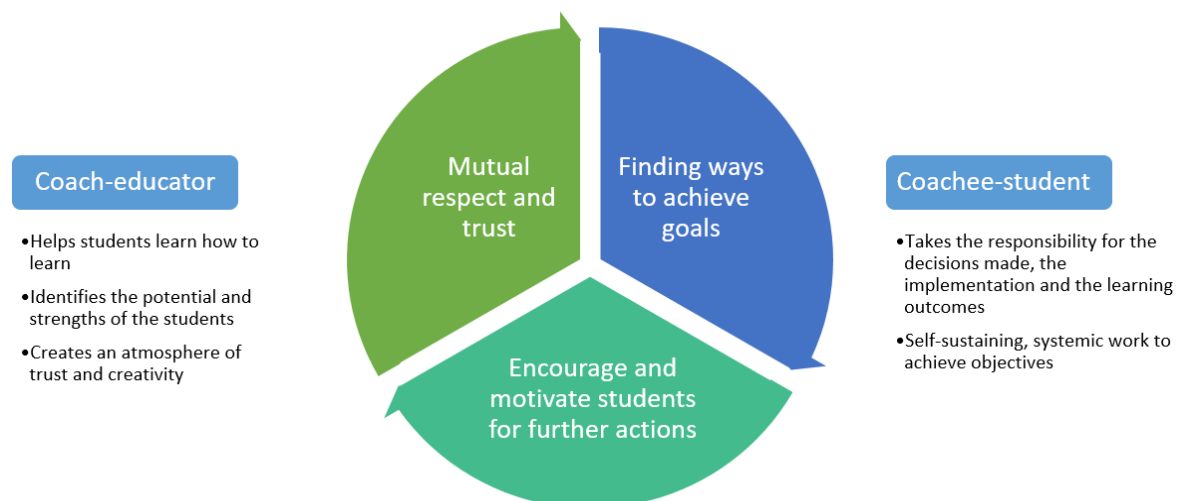 Coach-educator
•Helps students learn how to
learn
•Identifies the potential and
strengths of the students
•Creates an atmosphere of
trust and creativity
Mutual
respect and
trust
Finding ways
to achieve
goals
Encourage and
motivate students
for further actions
Coachee-student
•Takes the responsibility for the
decisions made, the
implementation and the learning
outcomes
•Self-sustaining, systemic work to
achieve objectives